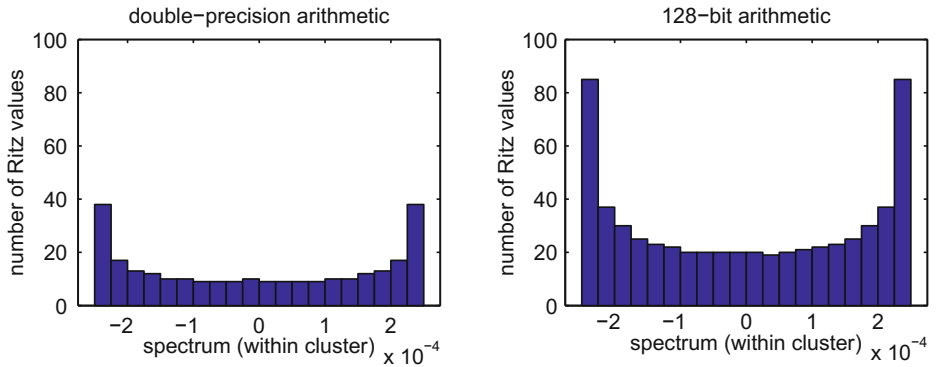 double−precision arithmetic
number of Ritz values
100
80
60
40
20
0
−2
−1
0
1
2
spectrum (within cluster)
x 10−4
128−bit arithmetic
number of Ritz values
100
80
60
40
20
0
−2
−1
0
1
2
spectrum (within cluster)
x 10−4